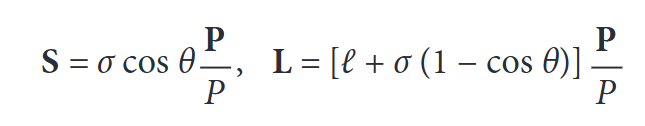 𝐒 = σ cos θ 𝐏/P, 𝐋 = [ℓ + σ (1 − cos θ)] 𝐏/P